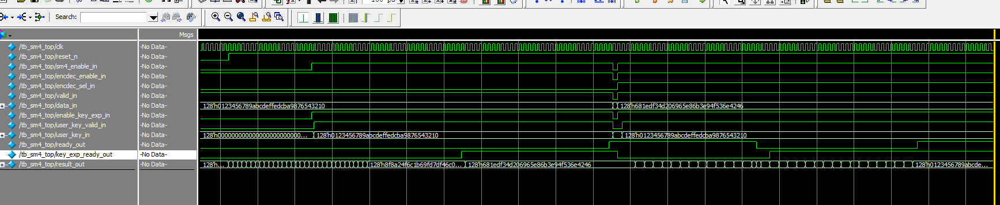 100 ps
Search:
Msgs
/tb_sm4_top/clk -No Data-
/tb_sm4_top/reset_n -No Data-
/tb_sm4_top/sm4_enable_in -No Data-
/tb_sm4_top/encdec_enable_in -No Data-
/tb_sm4_top/encdec_sel_in -No Data-
/tb_sm4_top/valid_in -No Data-
/tb_sm4_top/data_in -No Data- 128'h0123456789abcdeffedcba9876543210 128'h681edf34d206965e86b3e94f536e4246
/tb_sm4_top/enable_key_exp_in -No Data-
/tb_sm4_top/user_key_valid_in -No Data-
/tb_sm4_top/user_key_in -No Data- 128'h00000000000000000000000... 128'h0123456789abcdeffedcba9876543210 128'h0123456789abcdeffedcba9876543210
/tb_sm4_top/ready_out -No Data-
/tb_sm4_top/key_exp_ready_out -No Data-
/tb_sm4_top/result_out -No Data- 128'h... 128'h8f8a24f6c1b69fd7df46c0... 128'h681edf34d206965e86b3e94f536e4246 128'h0123456789abcde...